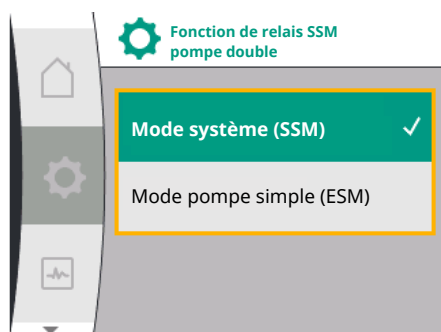 Fonction de relais SSM
pompe double
Mode système (SSM)
Mode pompe simple (ESM)